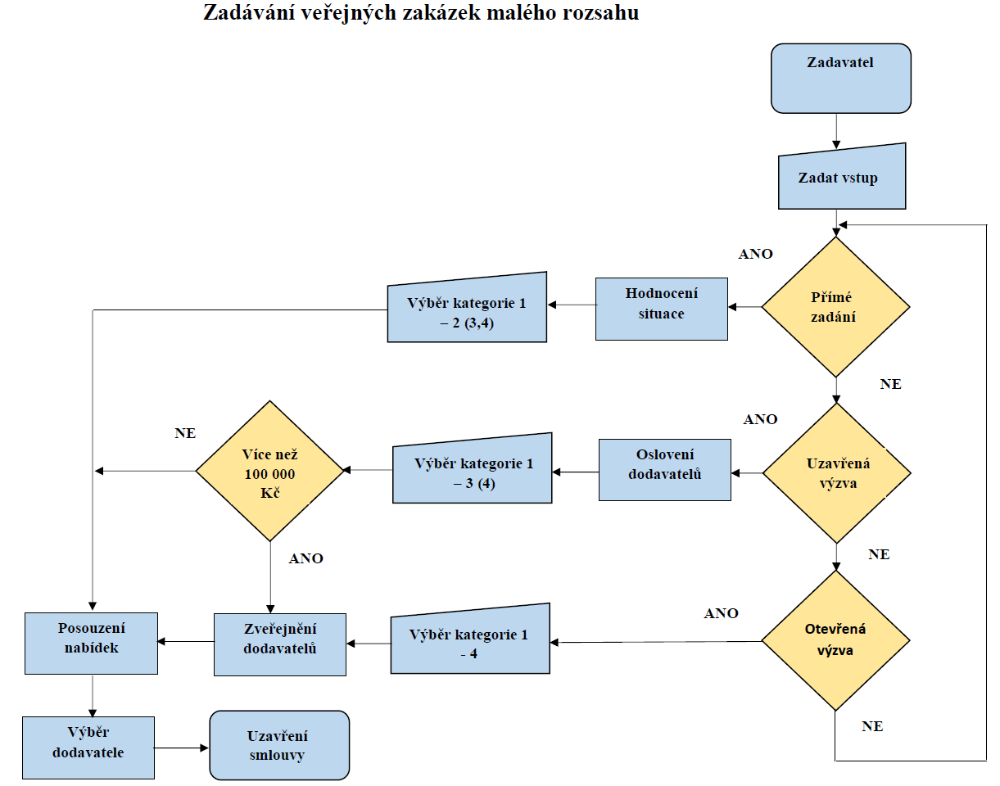 Zadávání veřejných zakázek malého rozsahu
Zadavatel
Zadat vstup
ANO
Přímé
zadání
Hodnocení
situace
Výběr kategorie 1
– 2 (3,4)
NE
ANO
Uzavřená
výzva
Oslovení
dodavatelů
Výběr kategorie 1
– 3 (4)
Více než
100 000
Kč
NE
ANO
NE
ANO
Otevřená
výzva
Výběr kategorie 1
- 4
Zveřejnění
dodavatelů
Posouzení
nabídek
NE
Výběr
dodavatele
Uzavření
smlouvy